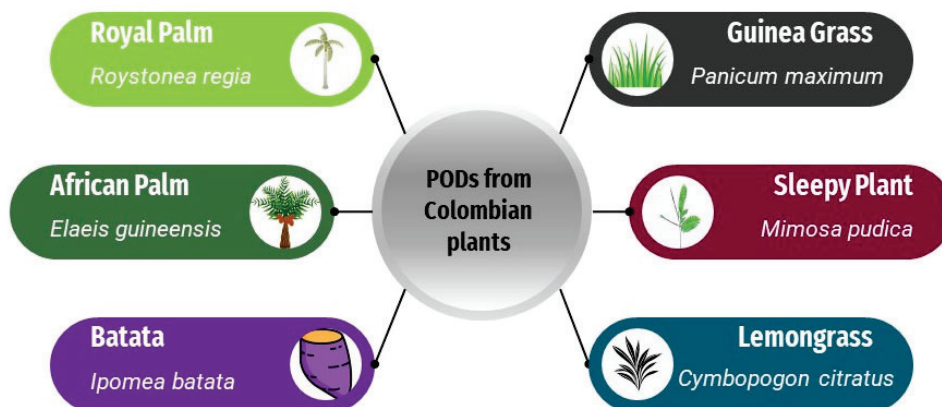 Royal Palm
Roystonea regia
African Palm
Elaeis guineensis
Batata
Ipomea batata
PODs from
Colombian
plants
Guinea Grass
Panicum maximum
Sleepy Plant
Mimosa pudica
Lemongrass
Cymbopogon citratus